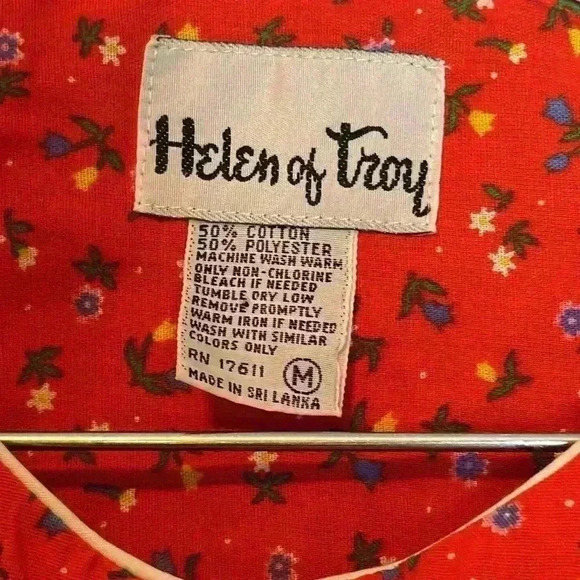 Helen of Troy
50% COTTON
50% POLYESTER
MACHINE WASH WARM
ONLY NON-CHLORINE
BLEACH IF NEEDED
TUMBLE DRY LOW
REMOVE PROMPTLY
WARM IRON IF NEEDED
WASH WITH SIMILAR
COLORS ONLY
RN 17611 M
MADE IN SRI LANKA